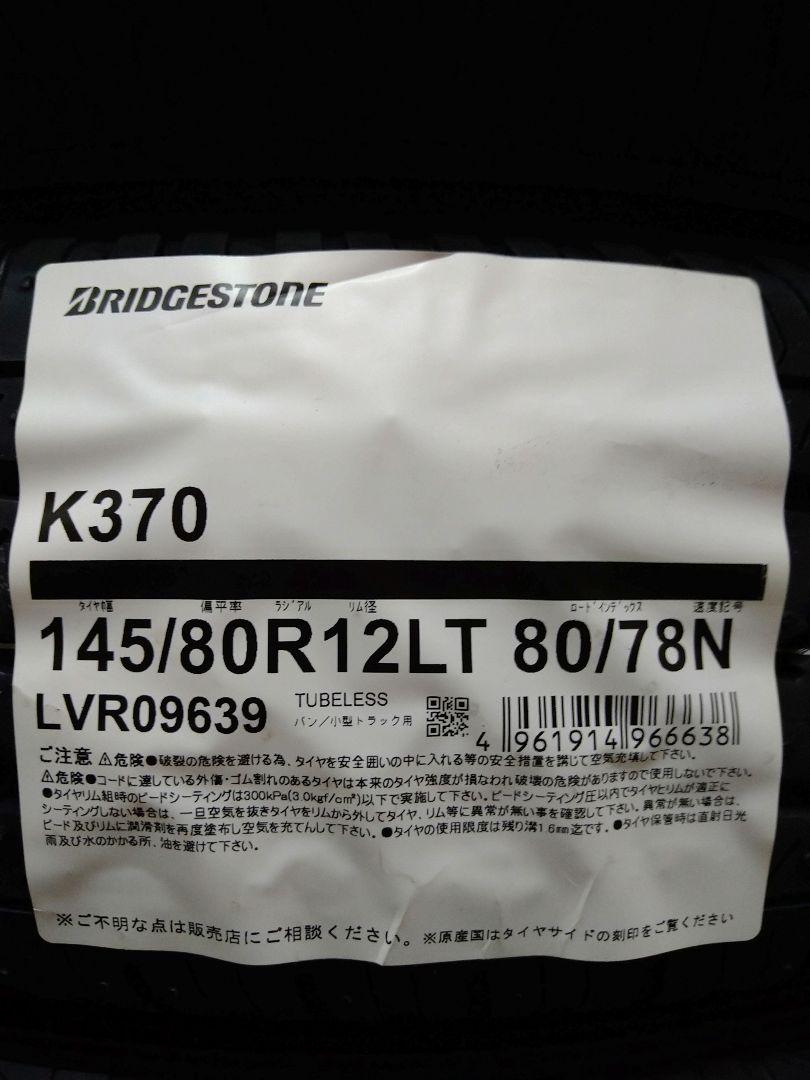 BRIDGESTONE
K370
タイヤ幅 偏平率 ラジアル リム径 ロードインデックス 速度記号
145/80R12LT 80/78N
LVR09639 TUBELESS
バン/小型トラック用
4 961914 966638
ご注意 ⚠危険●破裂の危険を避ける為、タイヤを安全囲いの中に入れる等の安全措置を講じて空気充填して下さい。
⚠危険●コードに達している外傷・ゴム割れのあるタイヤは本来のタイヤ強度が損なわれ破壊の危険がありますので使用しないで下さい。
●タイヤリム組時のビードシーティングは300kPa(3.0kgf/cm²)以下で実施して下さい。ビードシーティング圧以内でタイヤとリムが適正に
シーティングしない場合は、一旦空気を抜きタイヤをリムから外してタイヤ、リム等に異常が無い事を確認して下さい。異常が無い場合は、
ビード及びリムに潤滑剤を再度塗布し空気を充てんして下さい。●タイヤの使用限度は残り溝1.6mm迄です。●タイヤ保管時は直射日光
雨及び水のかかる所、油を避けて下さい。
※ご不明な点は販売店にご相談ください。※原産国はタイヤサイドの刻印をご覧ください